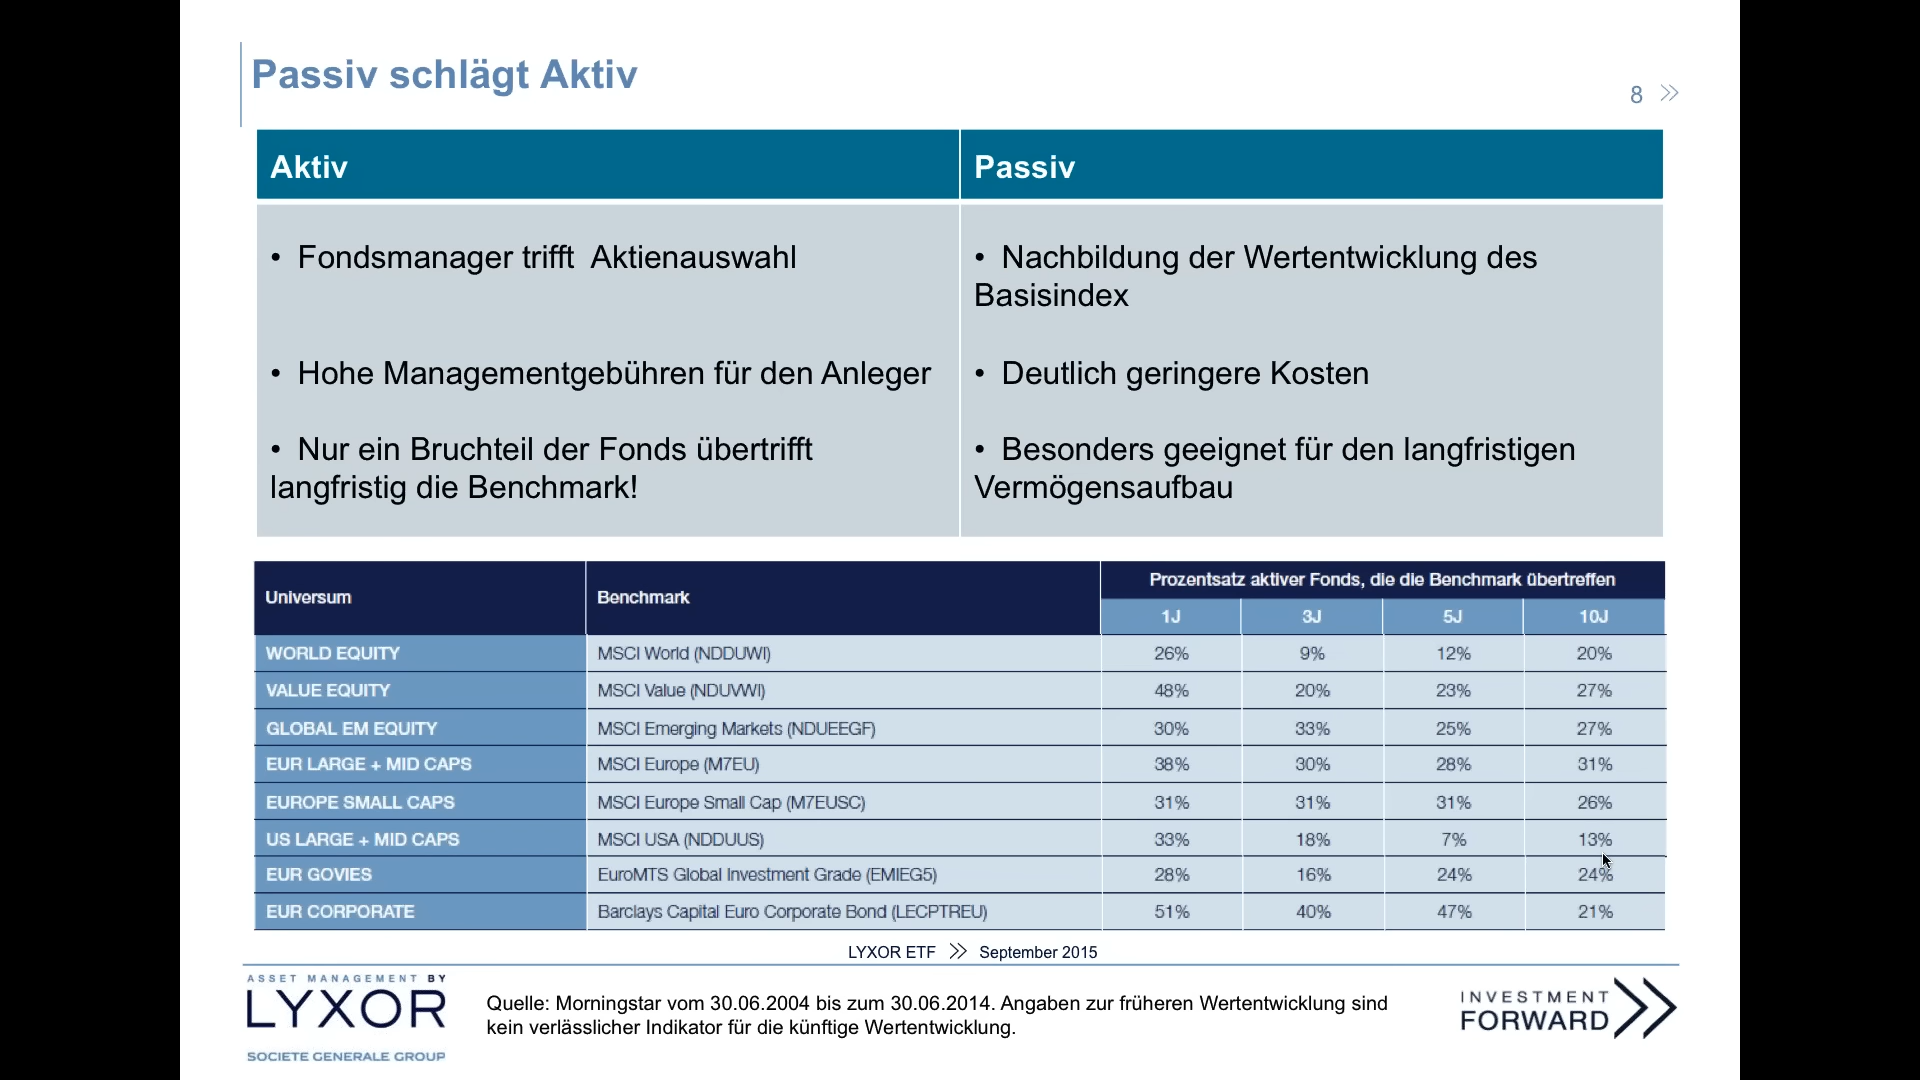 Passiv schlägt Aktiv
8
Aktiv
Passiv
• Fondsmanager trifft Aktienauswahl
• Nachbildung der Wertentwicklung des
Basisindex
• Hohe Managementgebühren für den Anleger
• Deutlich geringere Kosten
• Nur ein Bruchteil der Fonds übertrifft
langfristig die Benchmark!
• Besonders geeignet für den langfristigen
Vermögensaufbau
Universum Benchmark Prozentsatz aktiver Fonds, die die Benchmark übertreffen
1J 3J 5J 10J
WORLD EQUITY MSCI World (NDDUWI) 26% 9% 12% 20%
VALUE EQUITY MSCI Value (NDUVWI) 48% 20% 23% 27%
GLOBAL EM EQUITY MSCI Emerging Markets (NDUEEGF) 30% 33% 25% 27%
EUR LARGE + MID CAPS MSCI Europe (M7EU) 38% 30% 28% 31%
EUROPE SMALL CAPS MSCI Europe Small Cap (M7EUSC) 31% 31% 31% 26%
US LARGE + MID CAPS MSCI USA (NDDUUS) 33% 18% 7% 13%
EUR GOVIES EuroMTS Global Investment Grade (EMIEG5) 28% 16% 24% 24%
EUR CORPORATE Barclays Capital Euro Corporate Bond (LECPTREU) 51% 40% 47% 21%
LYXOR ETF September 2015
ASSET MANAGEMENT BY
LYXOR
SOCIETE GENERALE GROUP
Quelle: Morningstar vom 30.06.2004 bis zum 30.06.2014. Angaben zur früheren Wertentwicklung sind
kein verlässlicher Indikator für die künftige Wertentwicklung.
INVESTMENT
FORWARD